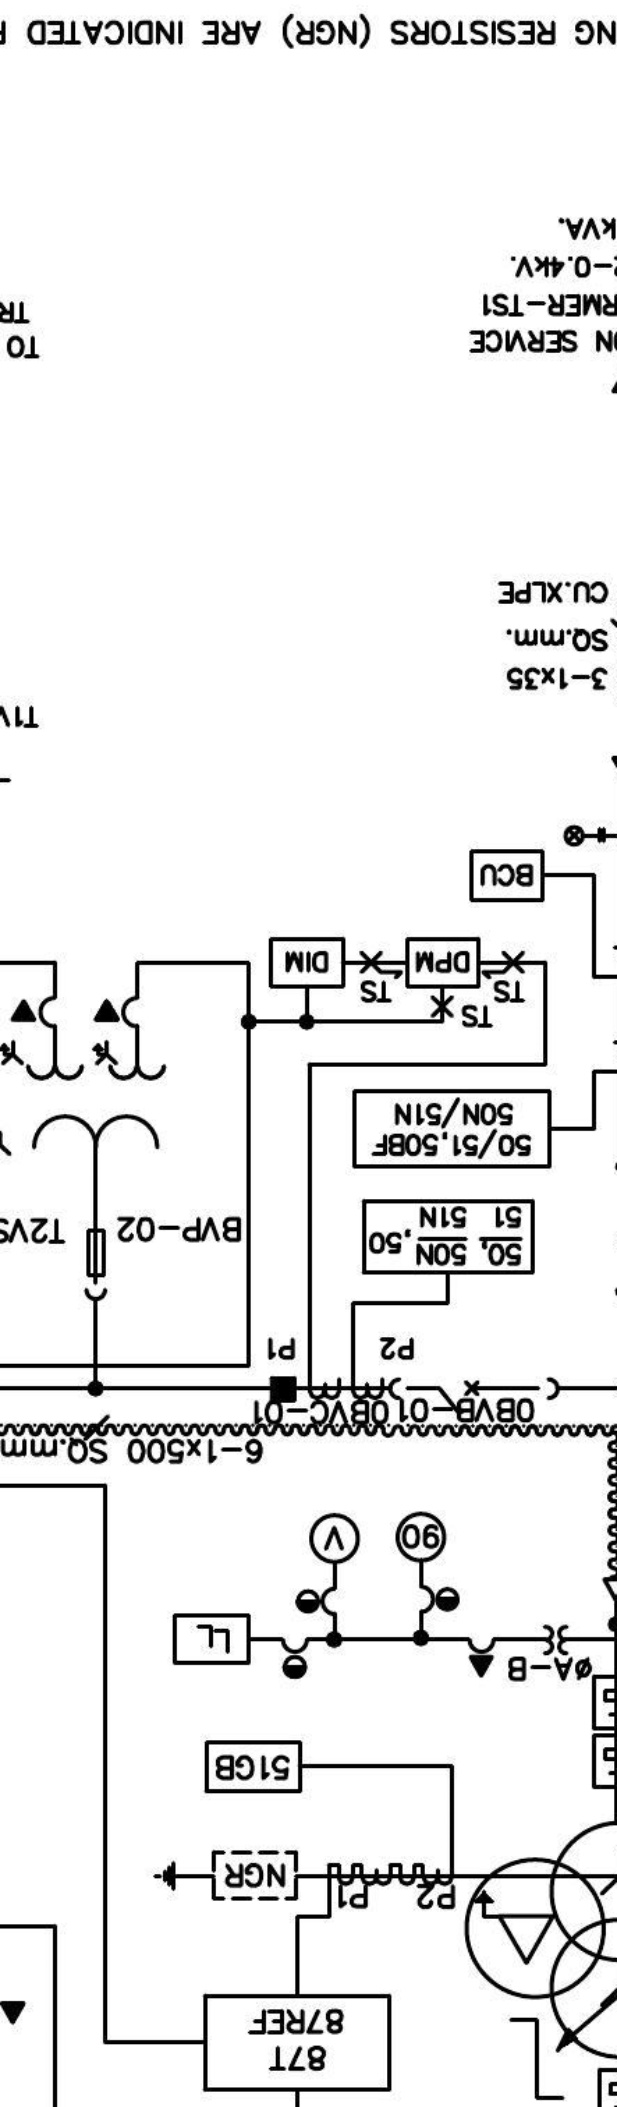 87T
87REF
P2 P1
NGR
51GB
øA-B
LL
90
V
6-1x500 SQ.mm
0BVB-01
0BVC-01
P2
P1
50, 50N ,50
51 51N
BVP-02
T2VS
50/51,50BF
50N/51N
TS
TS
TS
DPM
DIM
BCU
T1V
3-1x35
SQ.mm.
CU.XLPE
ON SERVICE
RMER-TS1
2-0.4kV.
kVA.
TO
TR
NG RESISTORS (NGR) ARE INDICATED